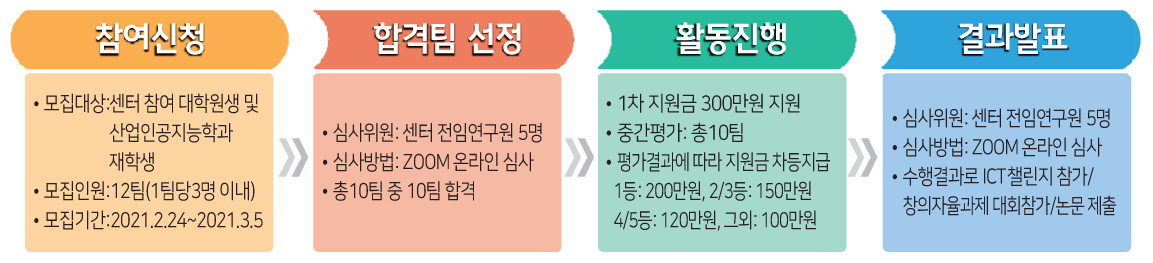 참여신청
• 모집대상:센터 참여 대학원생 및
산업인공지능학과
재학생
• 모집인원:12팀(1팀당3명 이내)
• 모집기간:2021.2.24~2021.3.5
합격팀 선정
• 심사위원: 센터 전임연구원 5명
• 심사방법: ZOOM 온라인 심사
• 총10팀 중 10팀 합격
활동진행
• 1차 지원금 300만원 지원
• 중간평가: 총10팀
• 평가결과에 따라 지원금 차등지급
1등: 200만원, 2/3등: 150만원
4/5등: 120만원, 그외: 100만원
결과발표
• 심사위원: 센터 전임연구원 5명
• 심사방법: ZOOM 온라인 심사
• 수행결과로 ICT챌린지 참가/
창의자율과제 대회참가/논문 제출